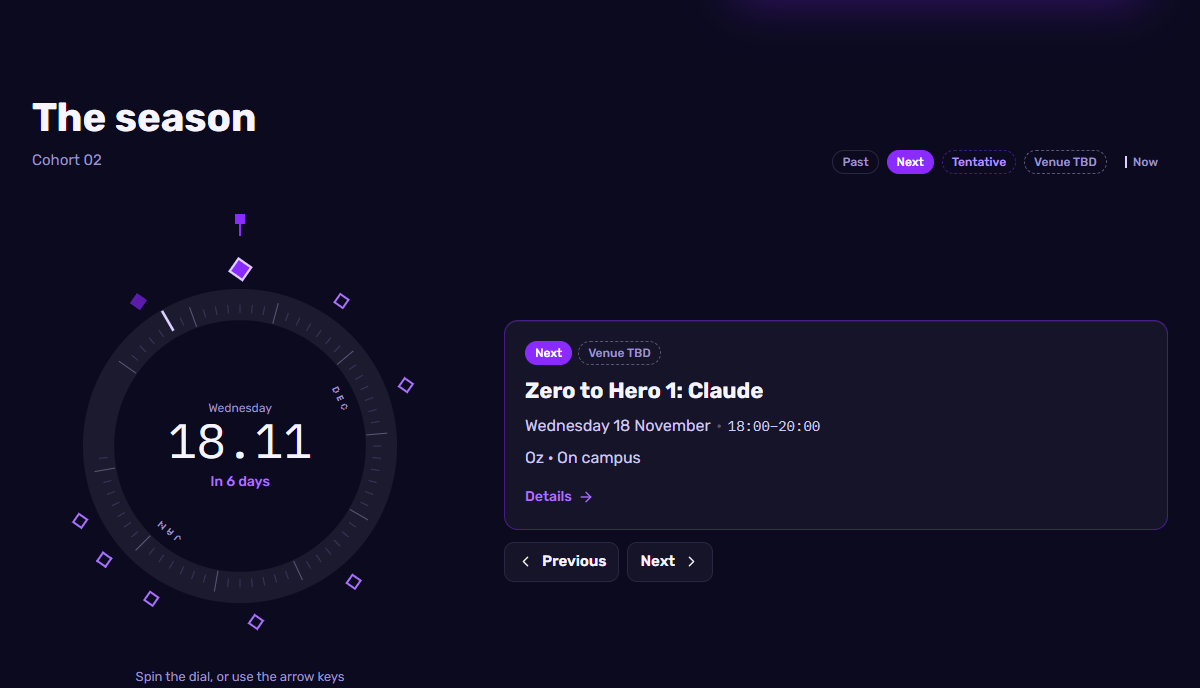 The season
Cohort 02
Past
Next
Tentative
Venue TBD
Now
DEC
JAN
Wednesday
18.11
In 6 days
Spin the dial, or use the arrow keys
Next
Venue TBD
Zero to Hero 1: Claude
Wednesday 18 November • 18:00–20:00
Oz • On campus
Details →
Previous
Next